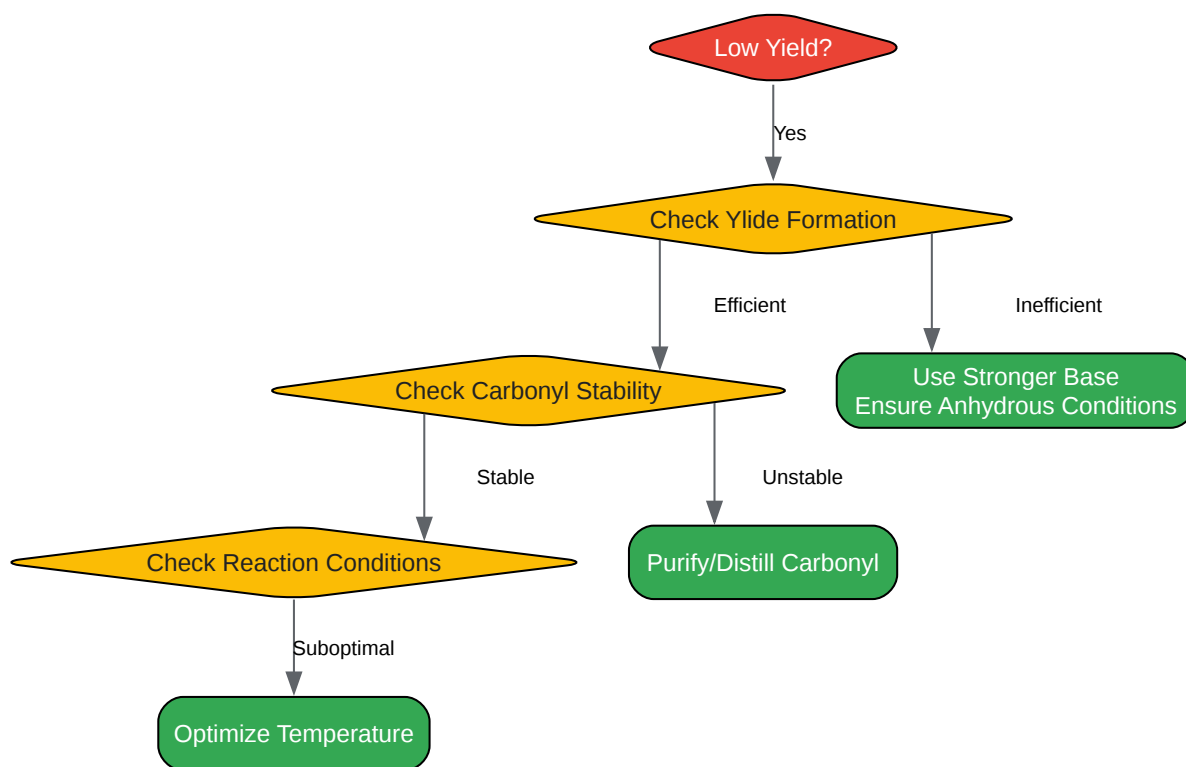 Low Yield?
Yes
Check Ylide Formation
Efficient
Inefficient
Check Carbonyl Stability
Use Stronger Base
Ensure Anhydrous Conditions
Stable
Unstable
Check Reaction Conditions
Purify/Distill Carbonyl
Suboptimal
Optimize Temperature